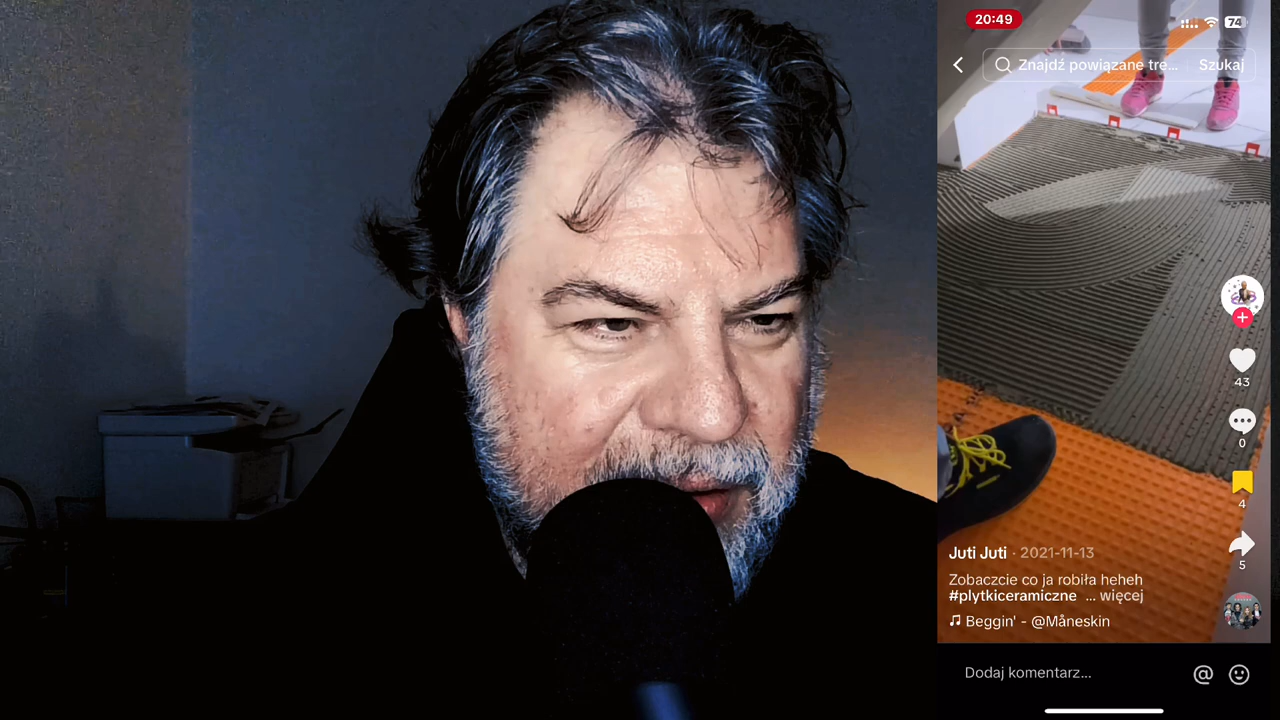 20:49
74
Znajdź powiązane tre... Szukaj
43
0
4
5
Juti Juti · 2021-11-13
Zobaczcie co ja robiła heheh
#plytkiceramiczne ... więcej
Beggin' - @Måneskin
Dodaj komentarz...
@